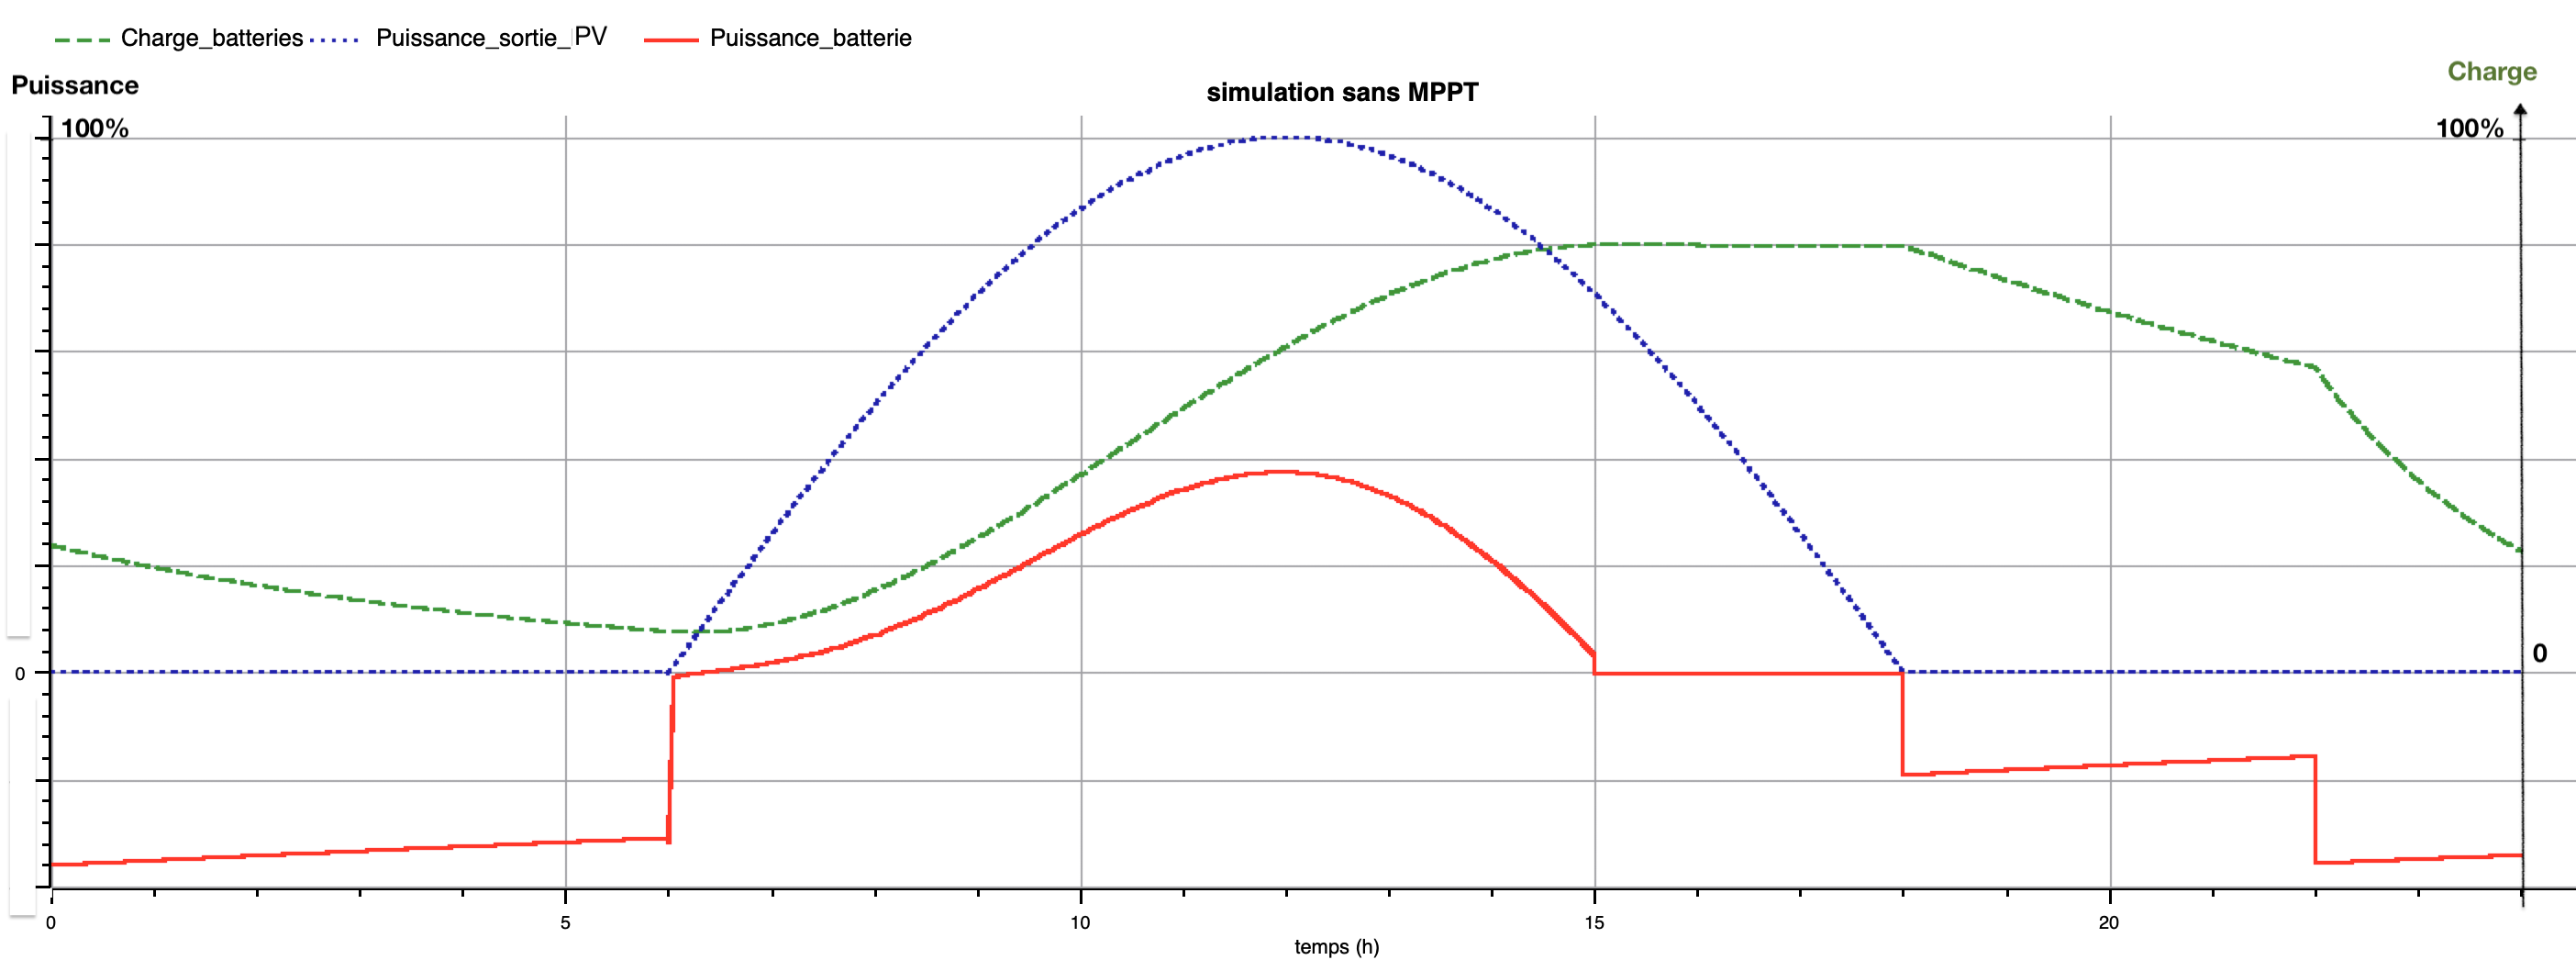 Charge_batteries Puissance_sortie_PV Puissance_batterie
Puissance
Charge
simulation sans MPPT
100%
100%
0
0
0 5 10 15 20
temps (h)